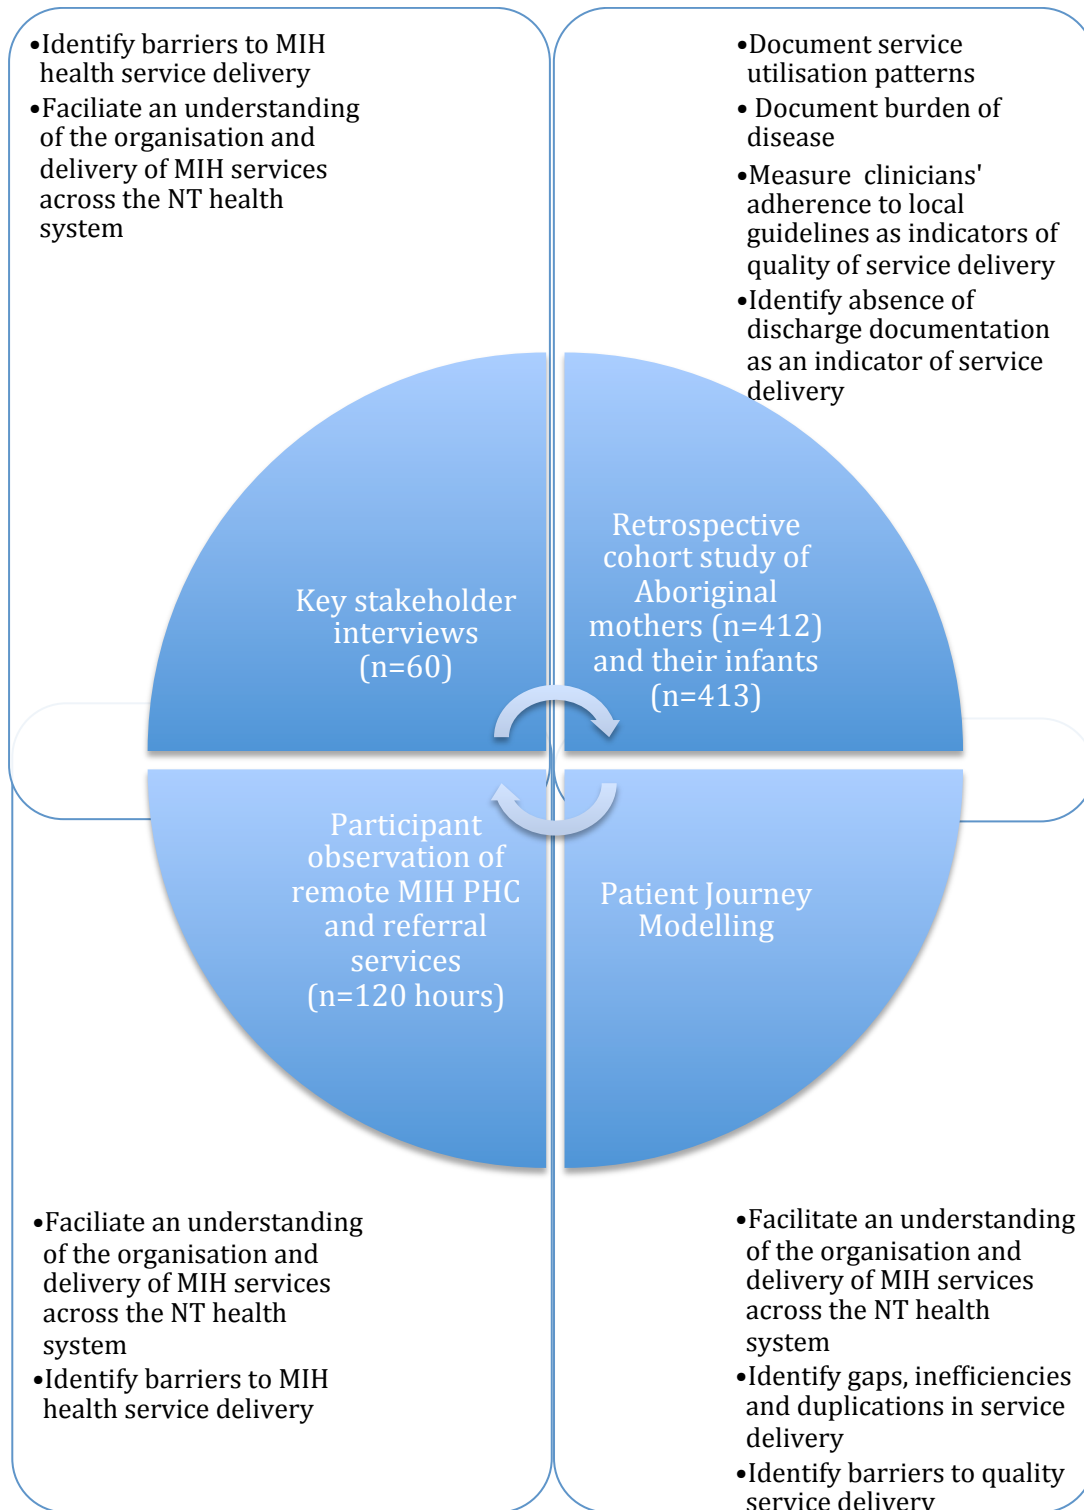 •Identify barriers to MIH
health service delivery
•Faciliate an understanding
of the organisation and
delivery of MIH services
across the NT health
system
•Document service
utilisation patterns
• Document burden of
disease
•Measure clinicians'
adherence to local
guidelines as indicators of
quality of service delivery
•Identify absence of
discharge documentation
as an indicator of service
delivery
Key stakeholder
interviews
(n=60)
Retrospective
cohort study of
Aboriginal
mothers (n=412)
and their infants
(n=413)
Participant
observation of
remote MIH PHC
and referral
services
(n=120 hours)
Patient Journey
Modelling
•Faciliate an understanding
of the organisation and
delivery of MIH services
across the NT health
system
•Identify barriers to MIH
health service delivery
•Facilitate an understanding
of the organisation and
delivery of MIH services
across the NT health
system
•Identify gaps, inefficiencies
and duplications in service
delivery
•Identify barriers to quality
service delivery